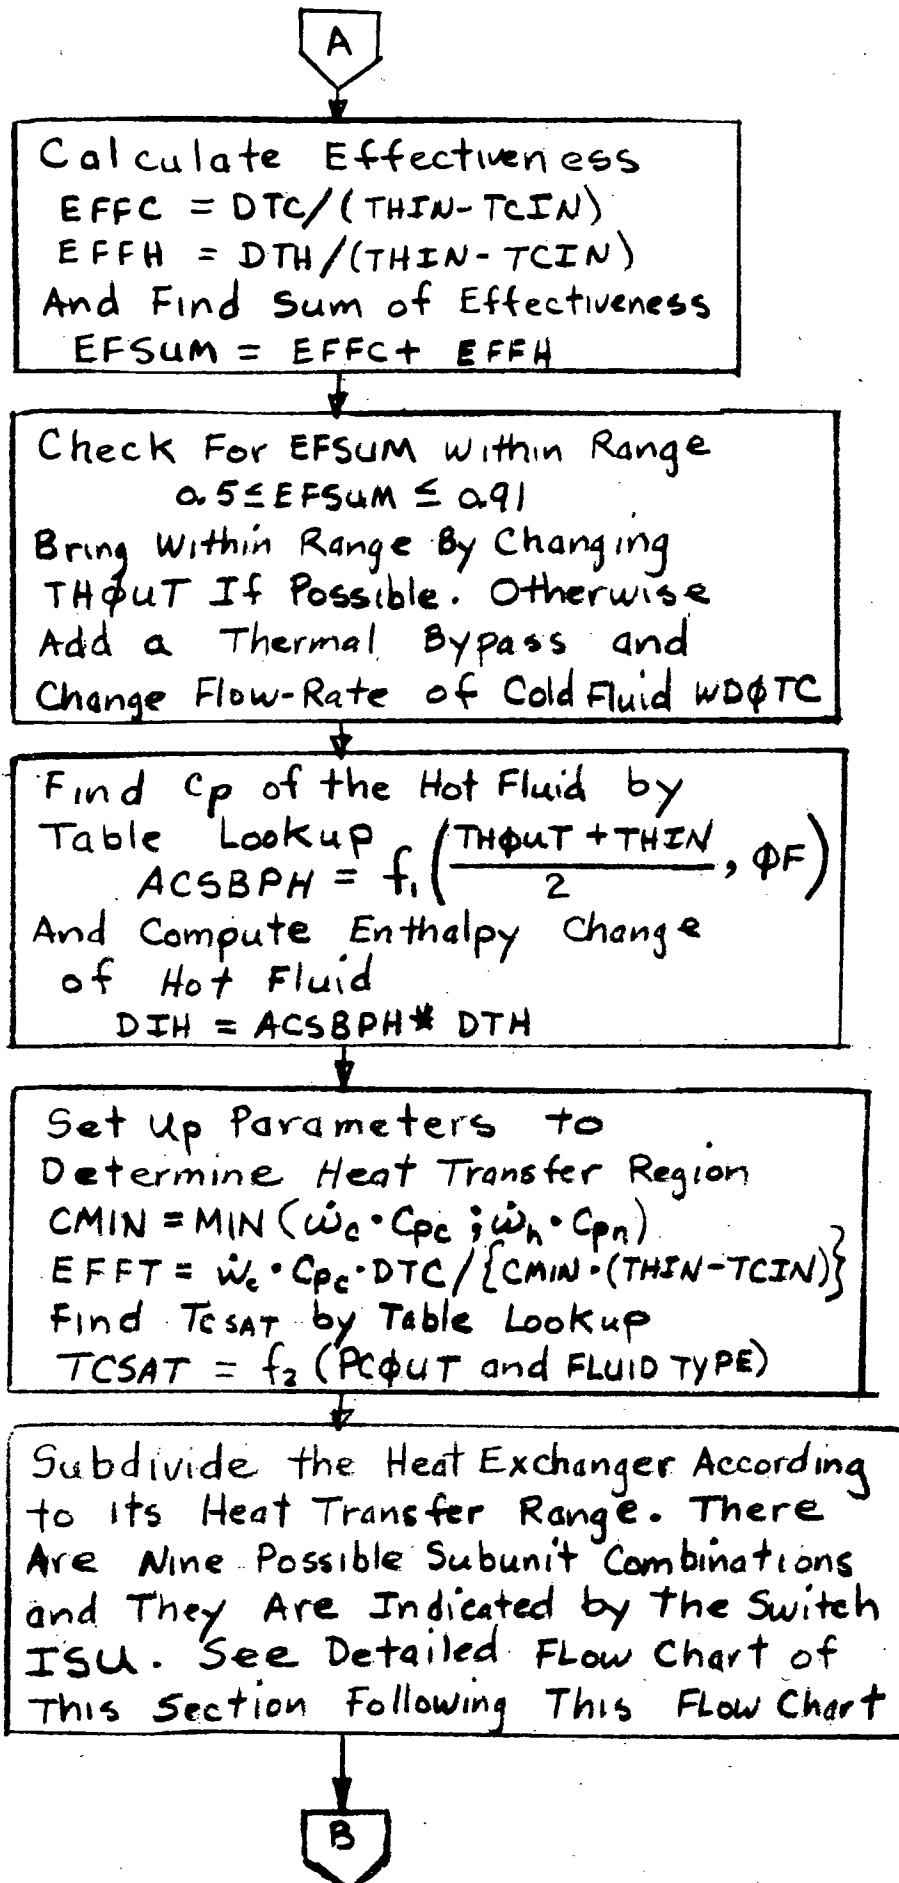 A
Calculate Effectiveness
EFFC = DTC/(THIN-TCIN)
EFFH = DTH/(THIN-TCIN)
And Find Sum of Effectiveness
EFSUM = EFFC+ EFFH
Check For EFSUM Within Range
0.5≤EFSUM ≤ 0.91
Bring Within Range By Changing
THØUT If Possible. Otherwise
Add a Thermal Bypass and
Change Flow-Rate of Cold Fluid WDØTC
Find Cp of the Hot Fluid by
Table Lookup
ACSBPH = f₁((THØUT + THIN)/2, ΦF)
And Compute Enthalpy Change
of Hot Fluid
DIH = ACSBPH* DTH
Set Up Parameters to
Determine Heat Transfer Region
CMIN = MIN (ẇc • Cpc ; ẇh • Cpn)
EFFT = ẇc • Cpc • DTC/{CMIN•(THIN-TCIN)}
Find TCSAT by Table Lookup
TCSAT = f₂ (PCØUT and FLUID TYPE)
Subdivide the Heat Exchanger According
to Its Heat Transfer Range. There
Are Nine Possible Subunit Combinations
and They Are Indicated by The Switch
ISU. See Detailed FLow Chart of
This Section Following This FLow Chart
B